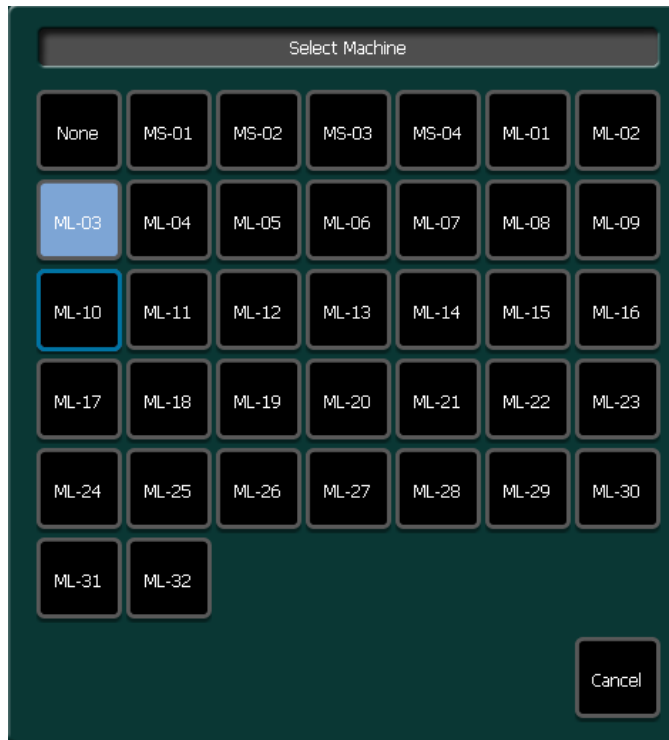 Select Machine
None MS-01 MS-02 MS-03 MS-04 ML-01 ML-02
ML-03 ML-04 ML-05 ML-06 ML-07 ML-08 ML-09
ML-10 ML-11 ML-12 ML-13 ML-14 ML-15 ML-16
ML-17 ML-18 ML-19 ML-20 ML-21 ML-22 ML-23
ML-24 ML-25 ML-26 ML-27 ML-28 ML-29 ML-30
ML-31 ML-32
Cancel